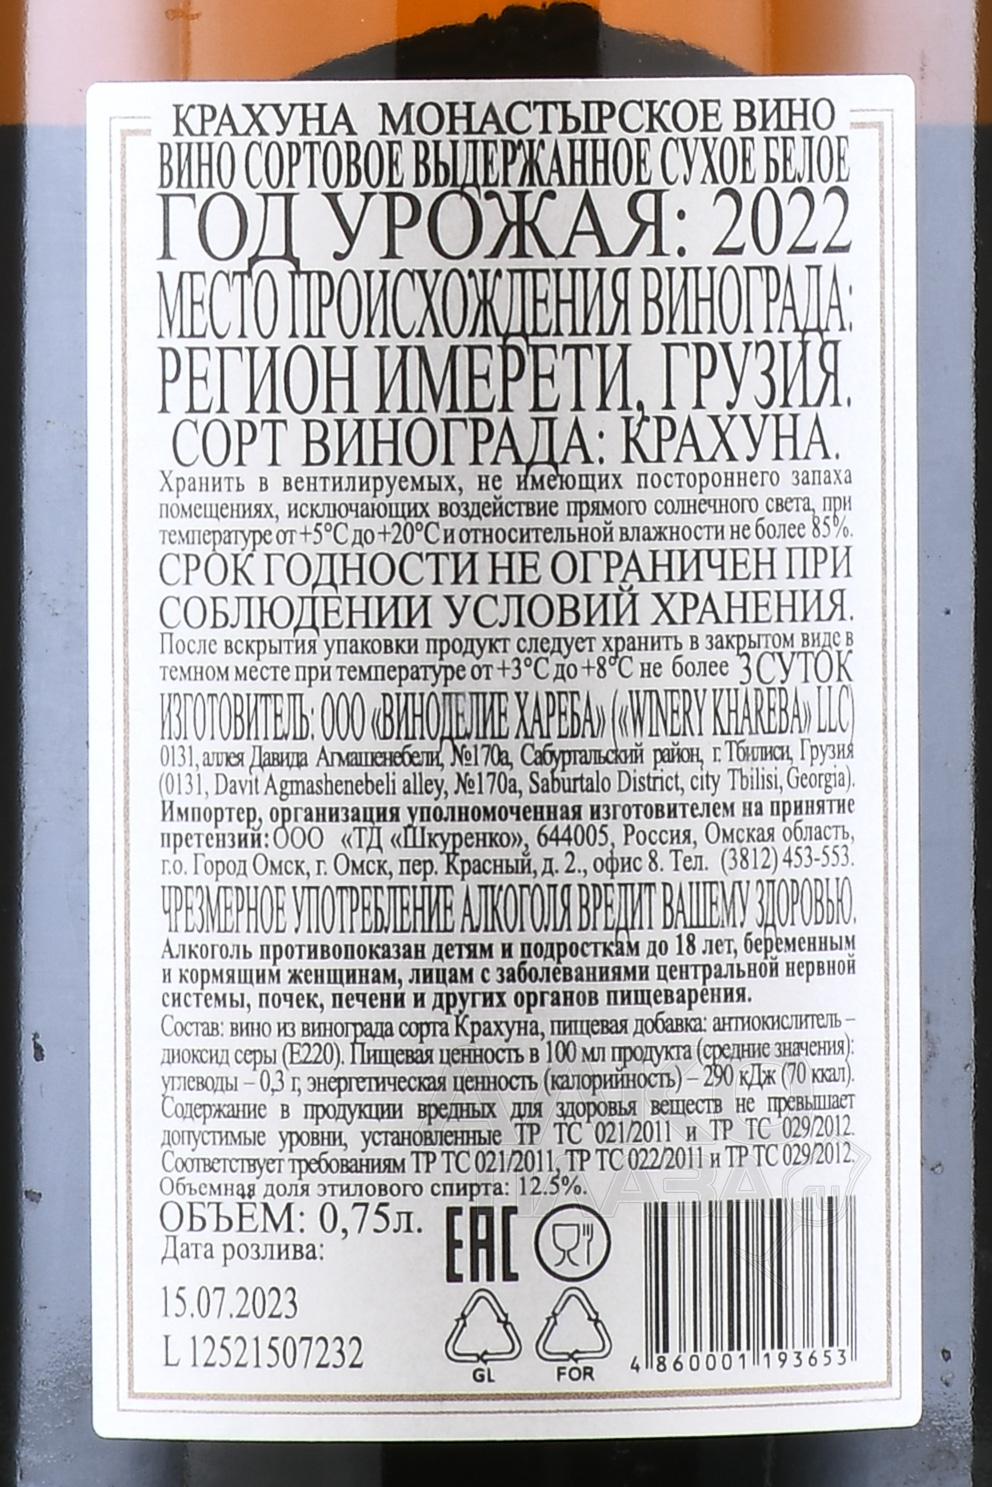 КРАХУНА МОНАСТЫРСКОЕ ВИНО
ВИНО СОРТОВОЕ ВЫДЕРЖАННОЕ СУХОЕ БЕЛОЕ
ГОД УРОЖАЯ: 2022
МЕСТО ПРОИСХОЖДЕНИЯ ВИНОГРАДА:
РЕГИОН ИМЕРЕТИ, ГРУЗИЯ.
СОРТ ВИНОГРАДА: КРАХУНА.
Хранить в вентилируемых, не имеющих постороннего запаха
помещениях, исключающих воздействие прямого солнечного света, при
температуре от +5°С до +20°С и относительной влажности не более 85%.
СРОК ГОДНОСТИ НЕ ОГРАНИЧЕН ПРИ
СОБЛЮДЕНИИ УСЛОВИЙ ХРАНЕНИЯ.
После вскрытия упаковки продукт следует хранить в закрытом виде в
темном месте при температуре от +3°С до +8°С не более 3 СУТОК
ИЗГОТОВИТЕЛЬ: ООО «ВИНОДЕЛИЕ ХАРЕБА» («WINERY KHAREBA» LLC)
0131, аллея Давида Агмашенебели, №170а, Сабурталский район, г. Тбилиси, Грузия
(0131, Davit Agmashenebeli alley, №170a, Saburtalo District, city Tbilisi, Georgia).
Импортер, организация уполномоченная изготовителем на принятие
претензий: ООО «ТД «Шкуренко», 644005, Россия, Омская область,
г.о. Город Омск, г. Омск, пер. Красный, д. 2., офис 8. Тел. (3812) 453-553.
ЧРЕЗМЕРНОЕ УПОТРЕБЛЕНИЕ АЛКОГОЛЯ ВРЕДИТ ВАШЕМУ ЗДОРОВЬЮ.
Алкоголь противопоказан детям и подросткам до 18 лет, беременным
и кормящим женщинам, лицам с заболеваниями центральной нервной
системы, почек, печени и других органов пищеварения.
Состав: вино из винограда сорта Крахуна, пищевая добавка: антиокислитель –
диоксид серы (Е220). Пищевая ценность в 100 мл продукта (средние значения):
углеводы – 0,3 г, энергетическая ценность (калорийность) – 290 кДж (70 ккал).
Содержание в продукции вредных для здоровья веществ не превышает
допустимые уровни, установленные ТР ТС 021/2011 и ТР ТС 029/2012.
Соответствует требованиям ТР ТС 021/2011, ТР ТС 022/2011 и ТР ТС 029/2012.
Объемная доля этилового спирта: 12.5%.
ОБЪЁМ: 0,75л.
Дата розлива:
15.07.2023
L 12521507232
ЕАС
GL
FOR
4 860001 193653
АЛКО
ПЛАЗА.ru